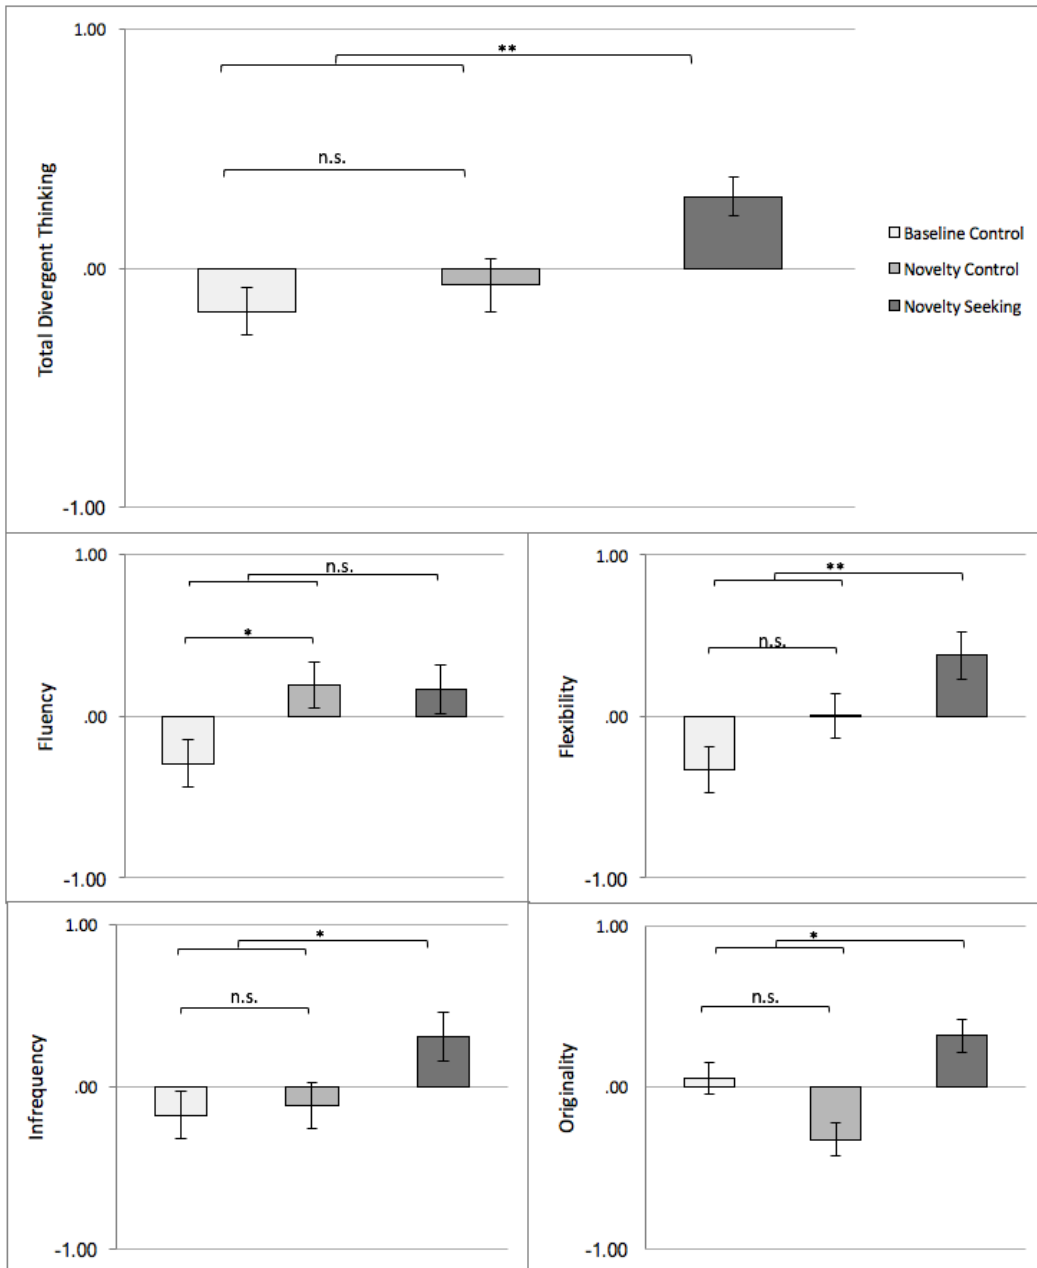 1.00
**
n.s.
Total Divergent Thinking
.00
-1.00
Baseline Control
Novelty Control
Novelty Seeking
1.00
n.s.
*
Fluency
.00
-1.00
1.00
**
n.s.
Flexibility
.00
-1.00
1.00
*
n.s.
Infrequency
.00
-1.00
1.00
*
n.s.
Originality
.00
-1.00